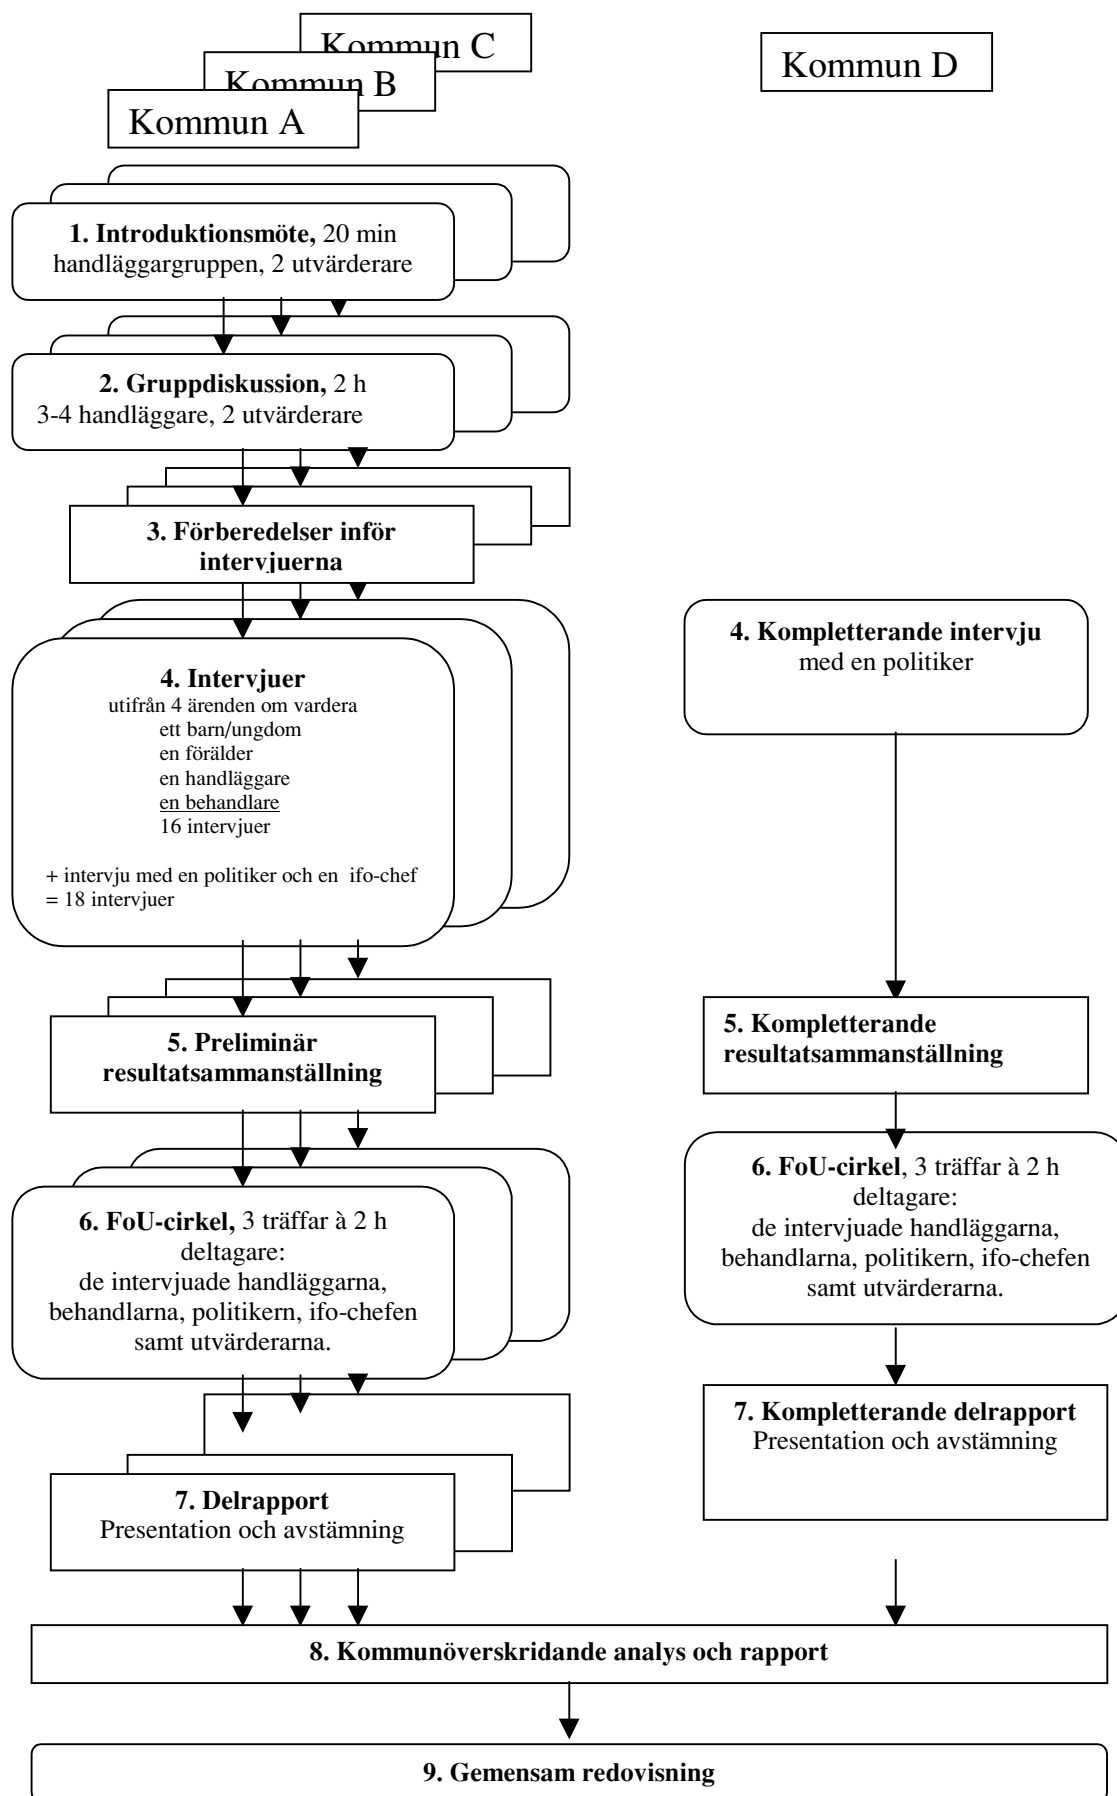 Kommun C
Kommun B
Kommun A
Kommun D
1. Introduktionsmöte, 20 min
handläggargruppen, 2 utvärderare
2. Gruppdiskussion, 2 h
3-4 handläggare, 2 utvärderare
3. Förberedelser inför
intervjuerna
4. Intervjuer
utifrån 4 ärenden om vardera
ett barn/ungdom
en förälder
en handläggare
en behandlare
16 intervjuer
+ intervju med en politiker och en ifo-chef
= 18 intervjuer
4. Kompletterande intervju
med en politiker
5. Preliminär
resultatsammanställning
5. Kompletterande
resultatsammanställning
6. FoU-cirkel, 3 träffar à 2 h
deltagare:
de intervjuade handläggarna,
behandlarna, politikern, ifo-chefen
samt utvärderarna.
6. FoU-cirkel, 3 träffar à 2 h
deltagare:
de intervjuade handläggarna,
behandlarna, politikern, ifo-chefen
samt utvärderarna.
7. Delrapport
Presentation och avstämning
7. Kompletterande delrapport
Presentation och avstämning
8. Kommunöverskridande analys och rapport
9. Gemensam redovisning